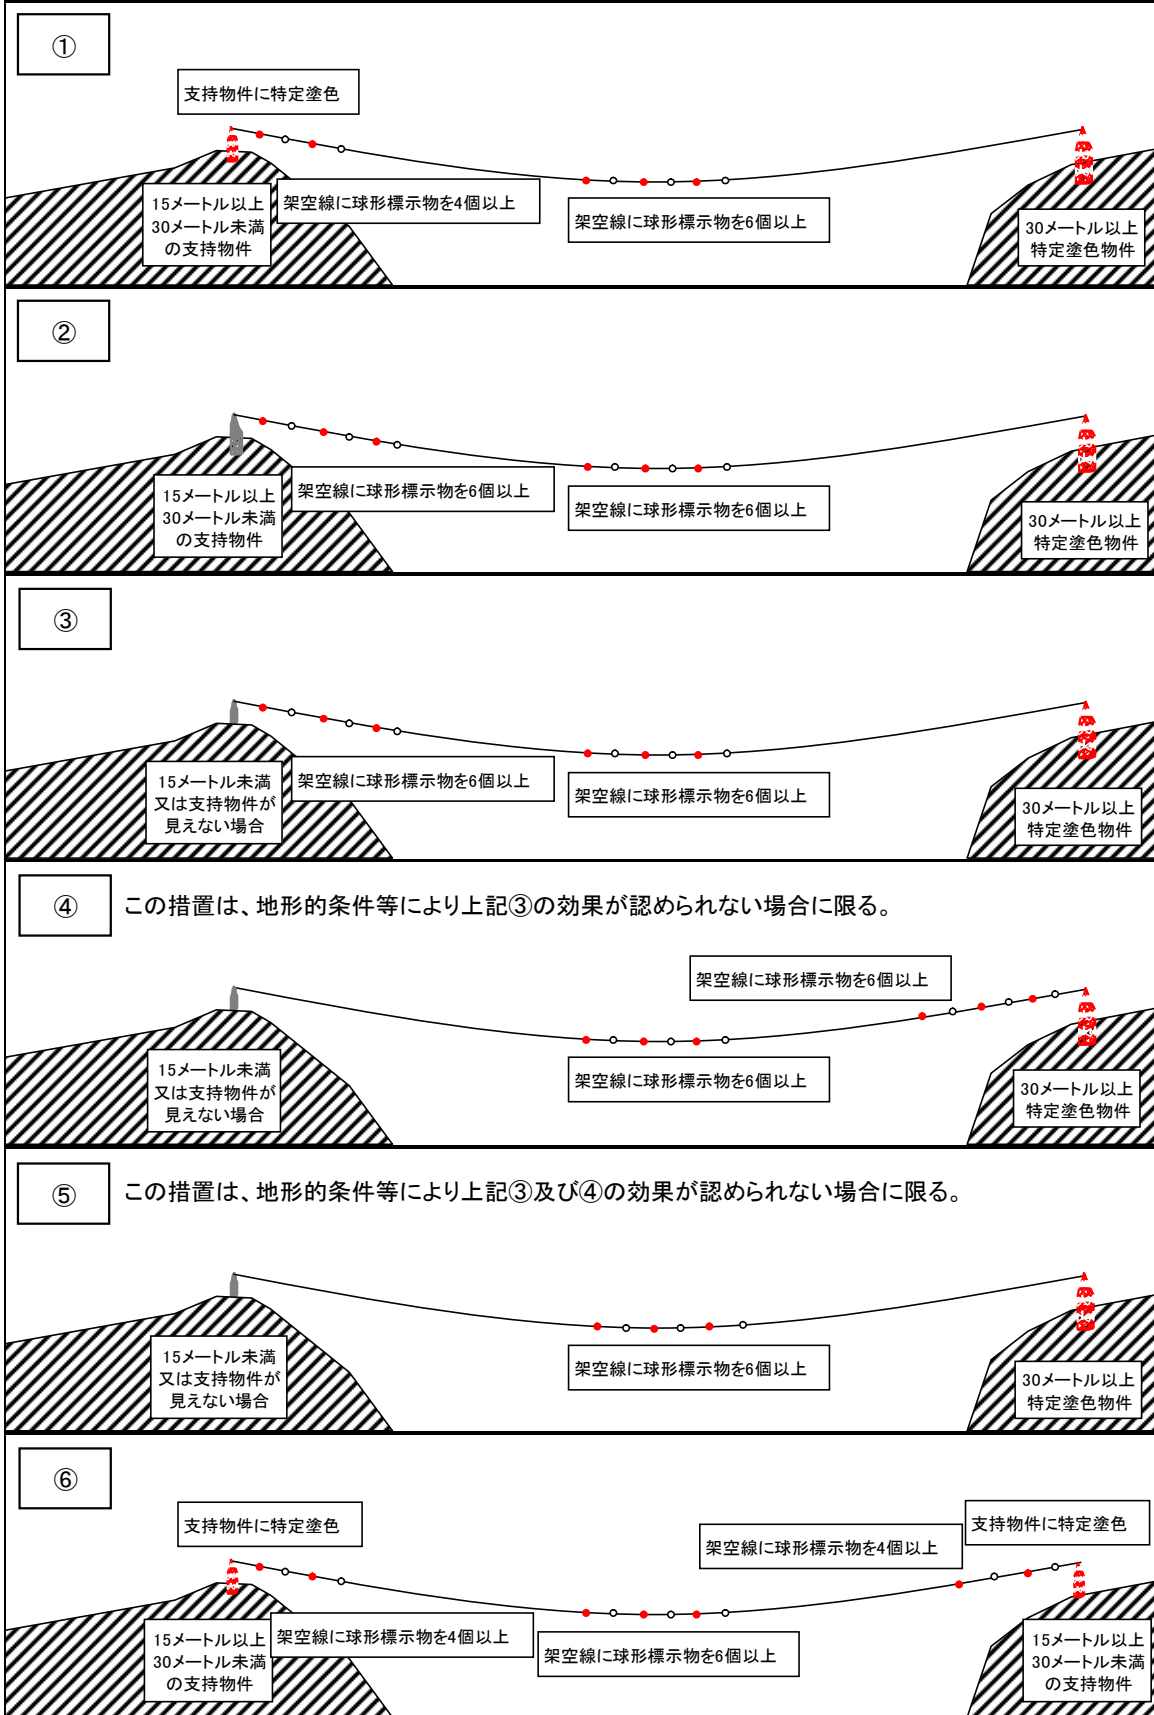 ①
支持物件に特定塗色
15メートル以上
30メートル未満
の支持物件
架空線に球形標示物を4個以上
架空線に球形標示物を6個以上
30メートル以上
特定塗色物件
②
15メートル以上
30メートル未満
の支持物件
架空線に球形標示物を6個以上
架空線に球形標示物を6個以上
30メートル以上
特定塗色物件
③
15メートル未満
又は支持物件が
見えない場合
架空線に球形標示物を6個以上
架空線に球形標示物を6個以上
30メートル以上
特定塗色物件
④
この措置は、地形的条件等により上記③の効果が認められない場合に限る。
架空線に球形標示物を6個以上
15メートル未満
又は支持物件が
見えない場合
架空線に球形標示物を6個以上
30メートル以上
特定塗色物件
⑤
この措置は、地形的条件等により上記③及び④の効果が認められない場合に限る。
15メートル未満
又は支持物件が
見えない場合
架空線に球形標示物を6個以上
30メートル以上
特定塗色物件
⑥
支持物件に特定塗色
架空線に球形標示物を4個以上
支持物件に特定塗色
15メートル以上
30メートル未満
の支持物件
架空線に球形標示物を4個以上
架空線に球形標示物を6個以上
15メートル以上
30メートル未満
の支持物件